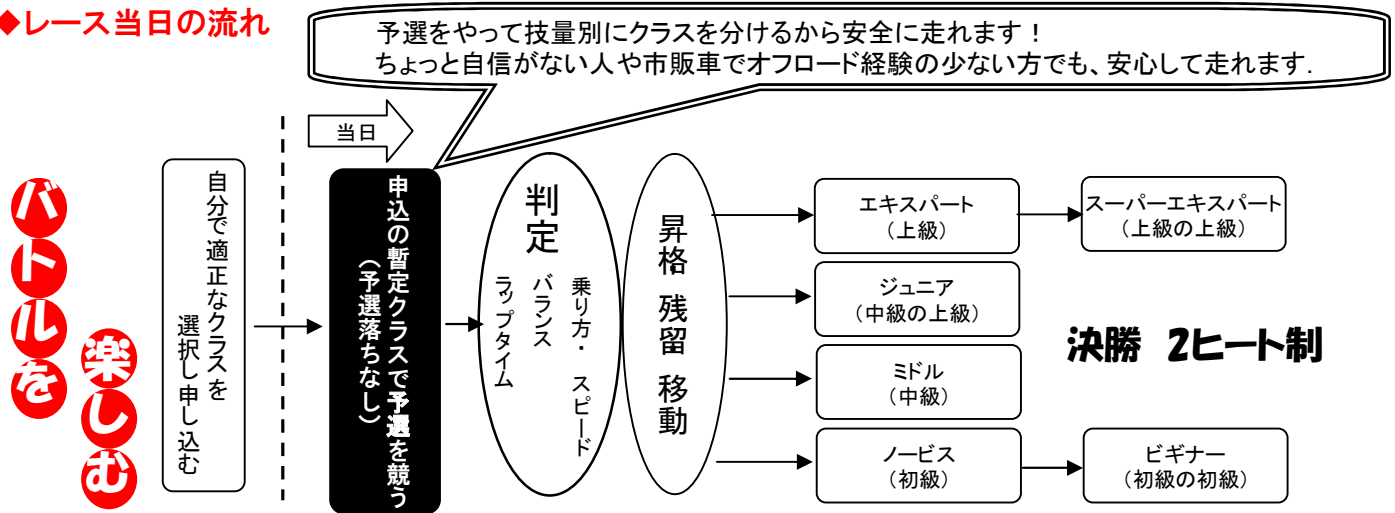 ◆レース当日の流れ
予選をやって技量別にクラスを分けるから安全に走れます！
ちょっと自信がない人や市販車でオフロード経験の少ない方でも、安心して走れます.
当日
バトルを
楽しむ
自分で適正なクラスを
選択し申し込む
申込の暫定クラスで予選を競う
（予選落ちなし）
判定
乗り方・スピード
バランス
ラップタイム
昇格 残留 移動
エキスパート
（上級）
スーパーエキスパート
（上級の上級）
ジュニア
（中級の上級）
ミドル
（中級）
ノービス
（初級）
ビギナー
（初級の初級）
決勝 2ヒート制